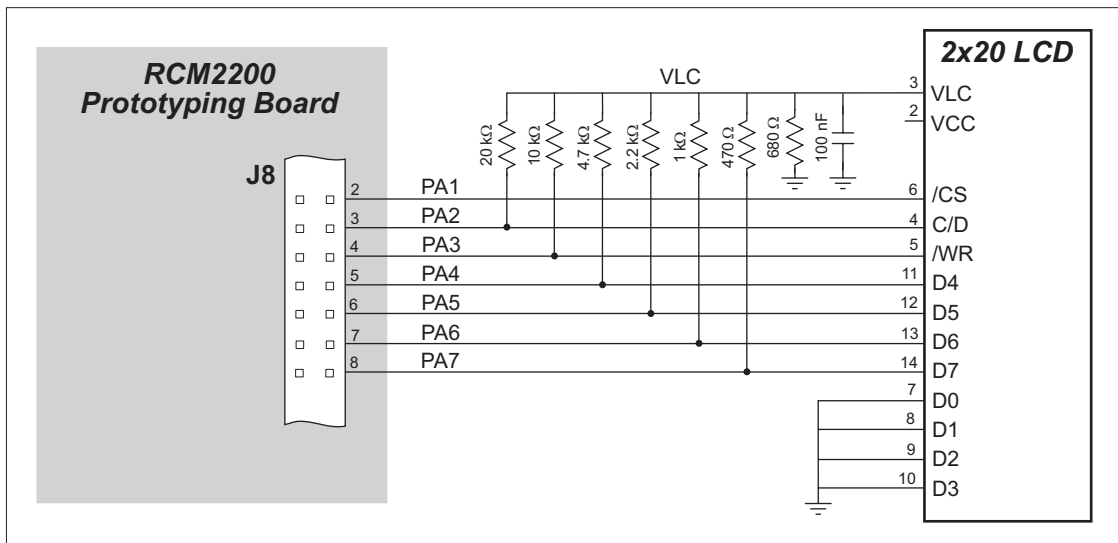 RCM2200
Prototyping Board
J8
2
3
4
5
6
7
8
PA1
PA2
PA3
PA4
PA5
PA6
PA7
VLC
20 kΩ
10 kΩ
4.7 kΩ
2.2 kΩ
1 kΩ
470 Ω
680 Ω
100 nF
2x20 LCD
3 VLC
2 VCC
6 /CS
4 C/D
5 /WR
11 D4
12 D5
13 D6
14 D7
7 D0
8 D1
9 D2
10 D3